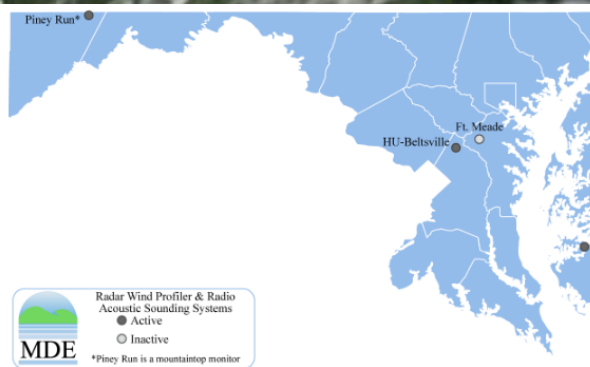 Piney Run*
Ft. Meade
HU-Beltsville
Radar Wind Profiler & Radio
Acoustic Sounding Systems
Active
Inactive
MDE
*Piney Run is a mountaintop monitor